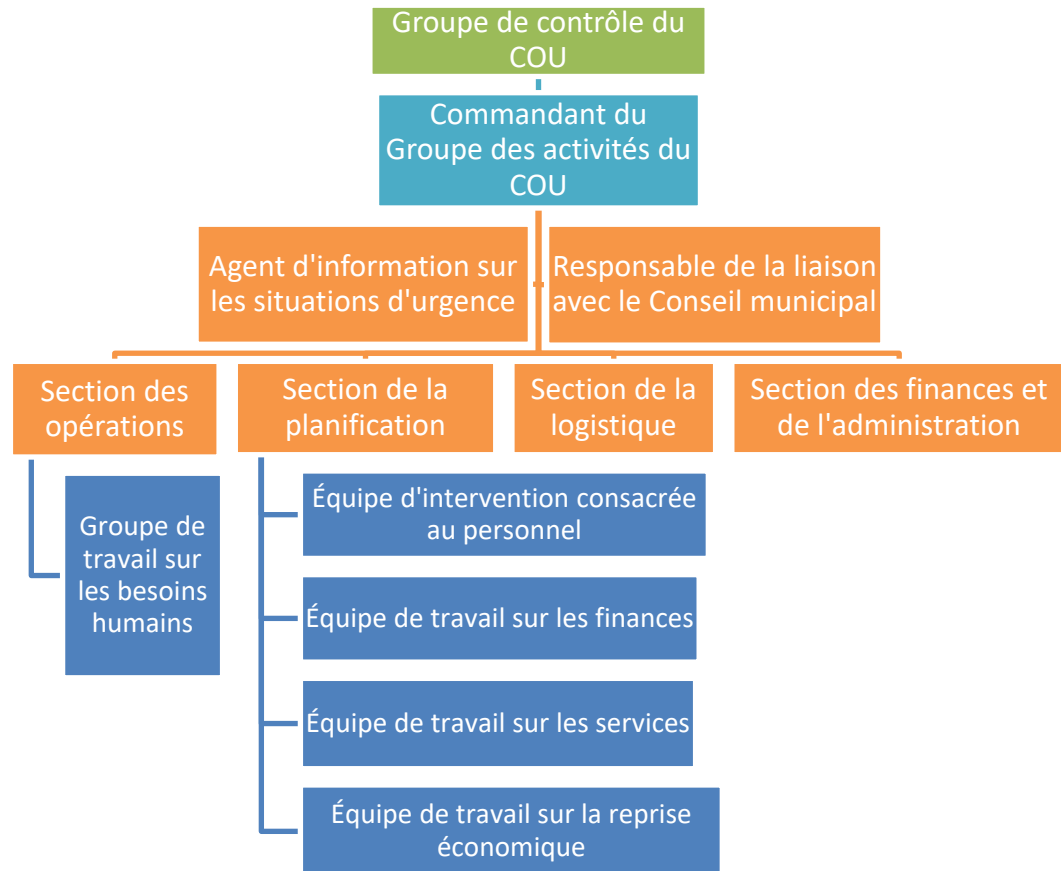 Groupe de contrôle du
COU
Commandant du
Groupe des activités du
COU
Agent d'information sur
les situations d'urgence
Responsable de la liaison
avec le Conseil municipal
Section des
opérations
Section de la
planification
Section de la
logistique
Section des finances et
de l'administration
Groupe de
travail sur
les besoins
humains
Équipe d'intervention consacrée
au personnel
Équipe de travail sur les finances
Équipe de travail sur les services
Équipe de travail sur la reprise
économique